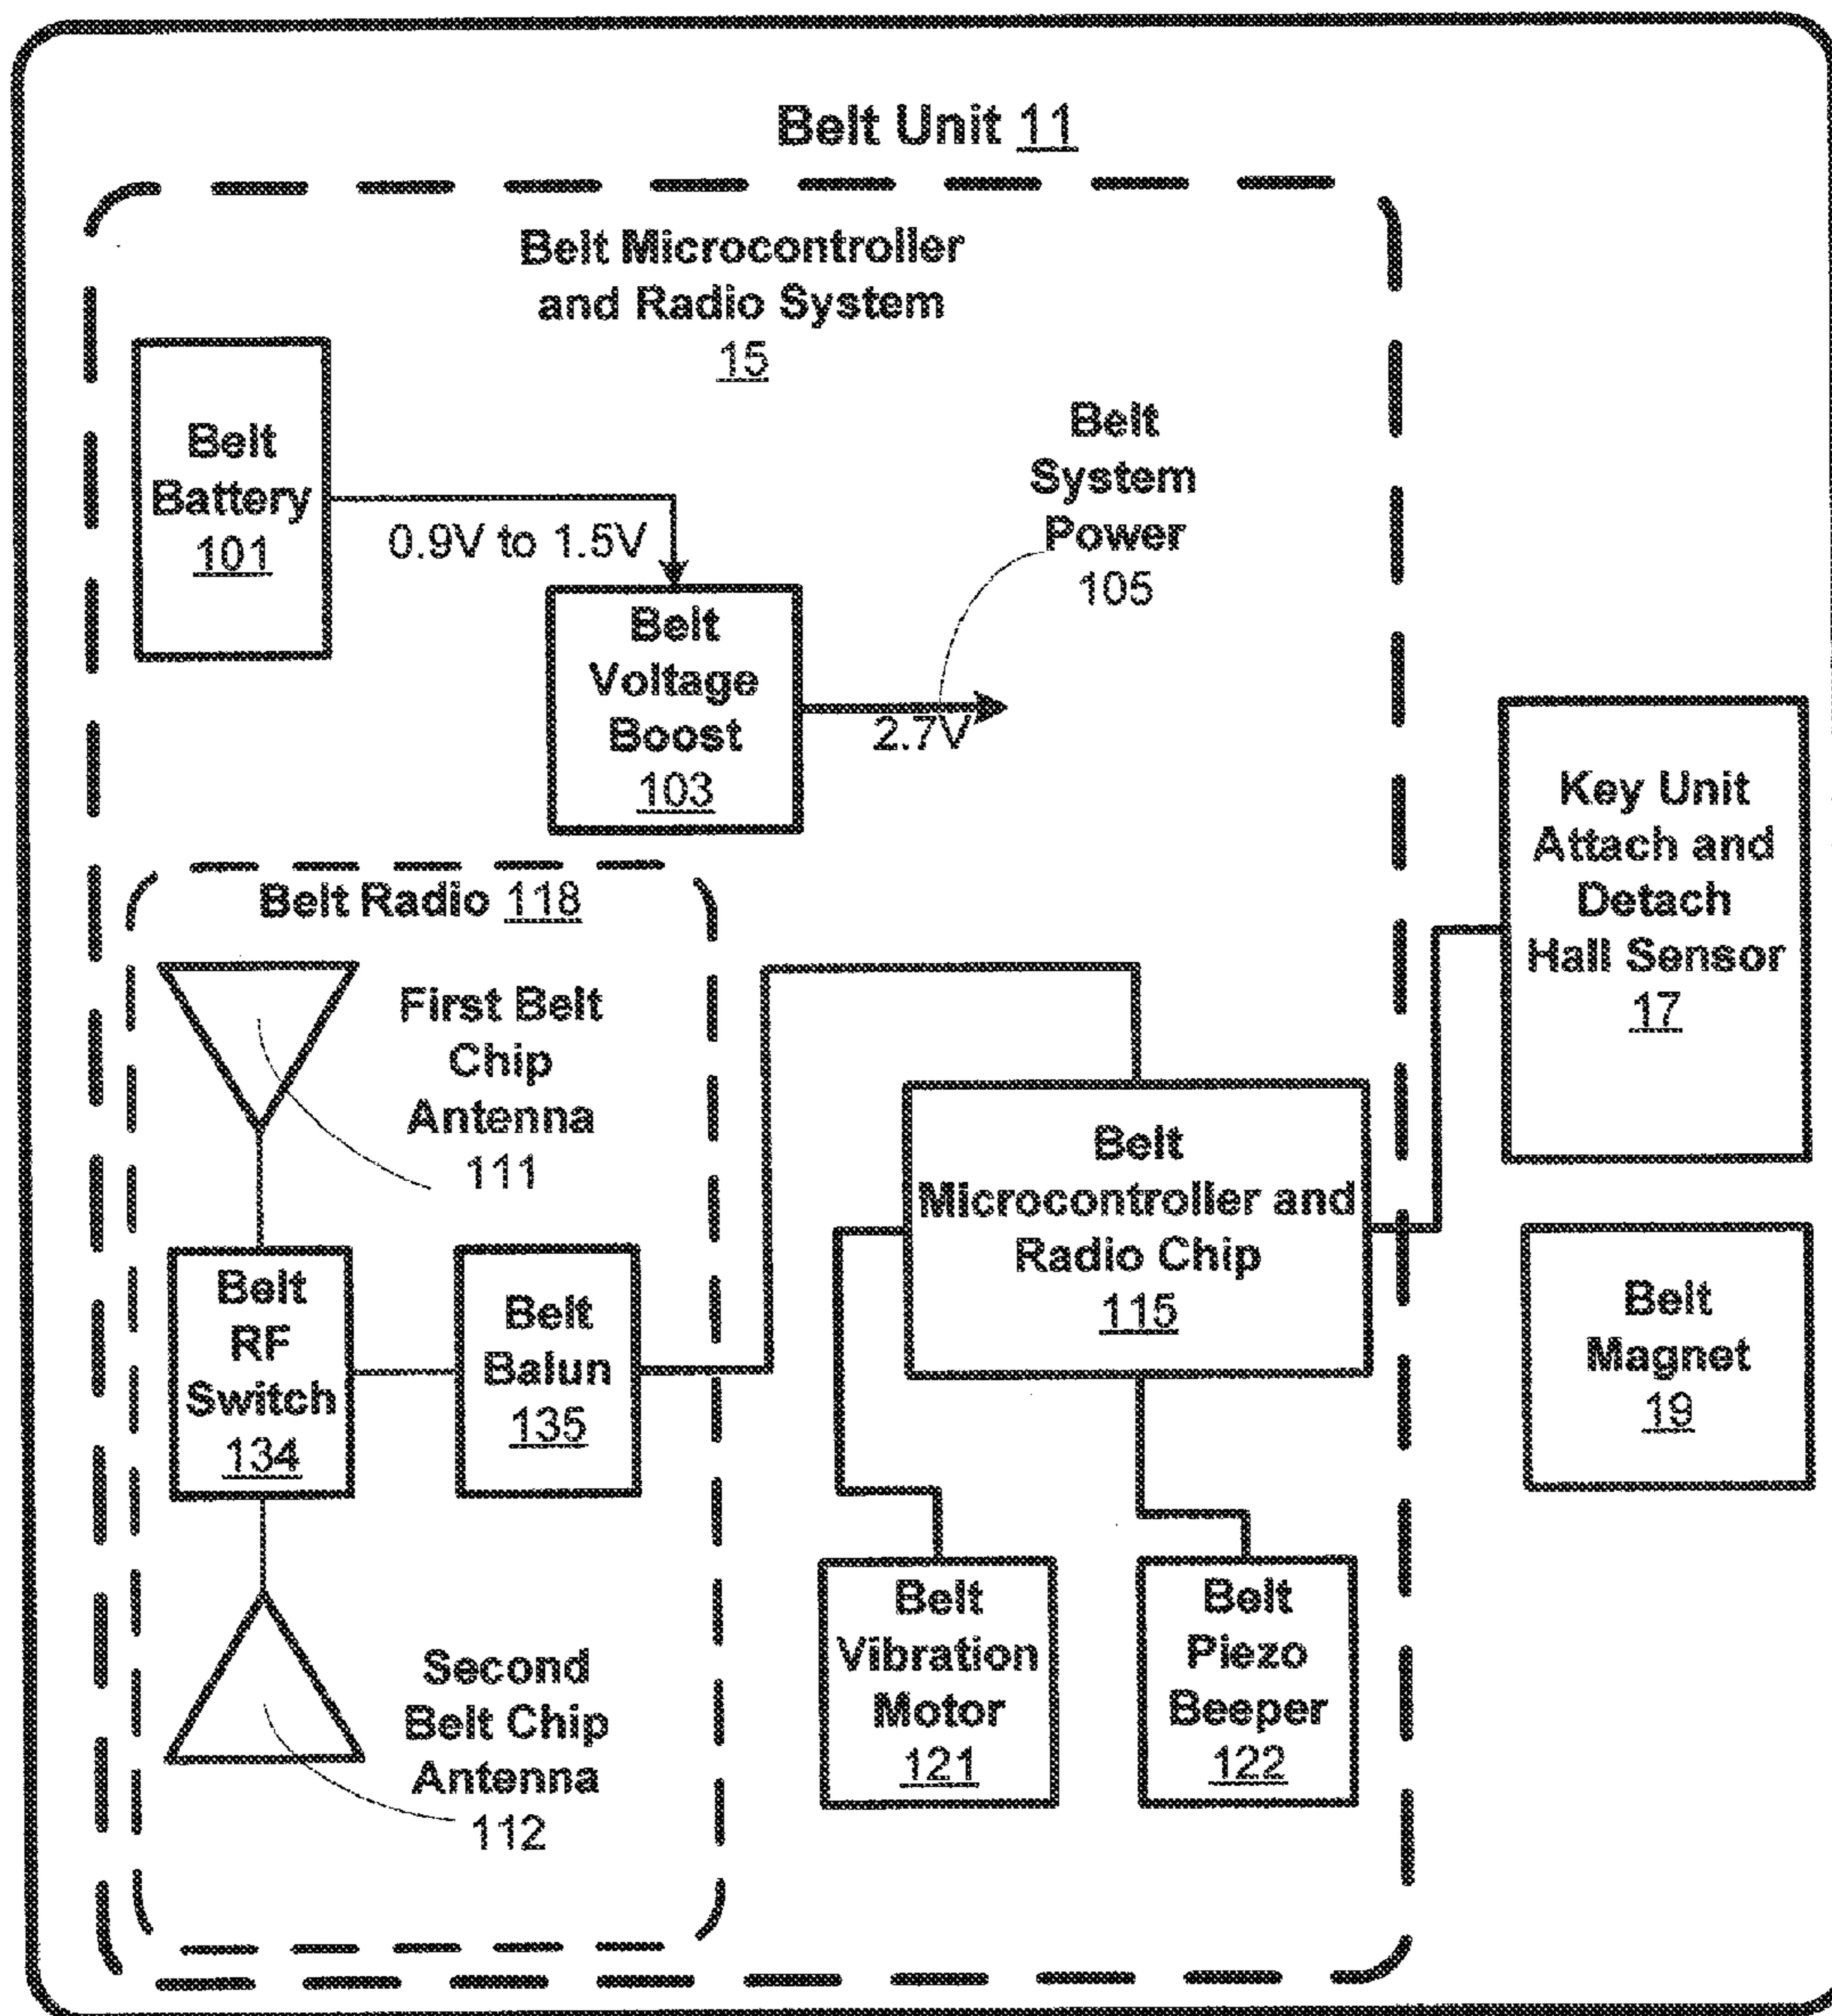 Belt Unit 11
Belt Microcontroller
and Radio System
15
Belt
Battery
101
0.9V to 1.5V
Belt
System
Power
105
Belt
Voltage
Boost
103
2.7V
Key Unit
Attach and
Detach
Hall Sensor
17
Belt Radio 118
First Belt
Chip
Antenna
111
Belt
Microcontroller and
Radio Chip
115
Belt
RF
Switch
134
Belt
Balun
135
Belt
Magnet
19
Second
Belt Chip
Antenna
112
Belt
Vibration
Motor
121
Belt
Piezo
Beeper
122